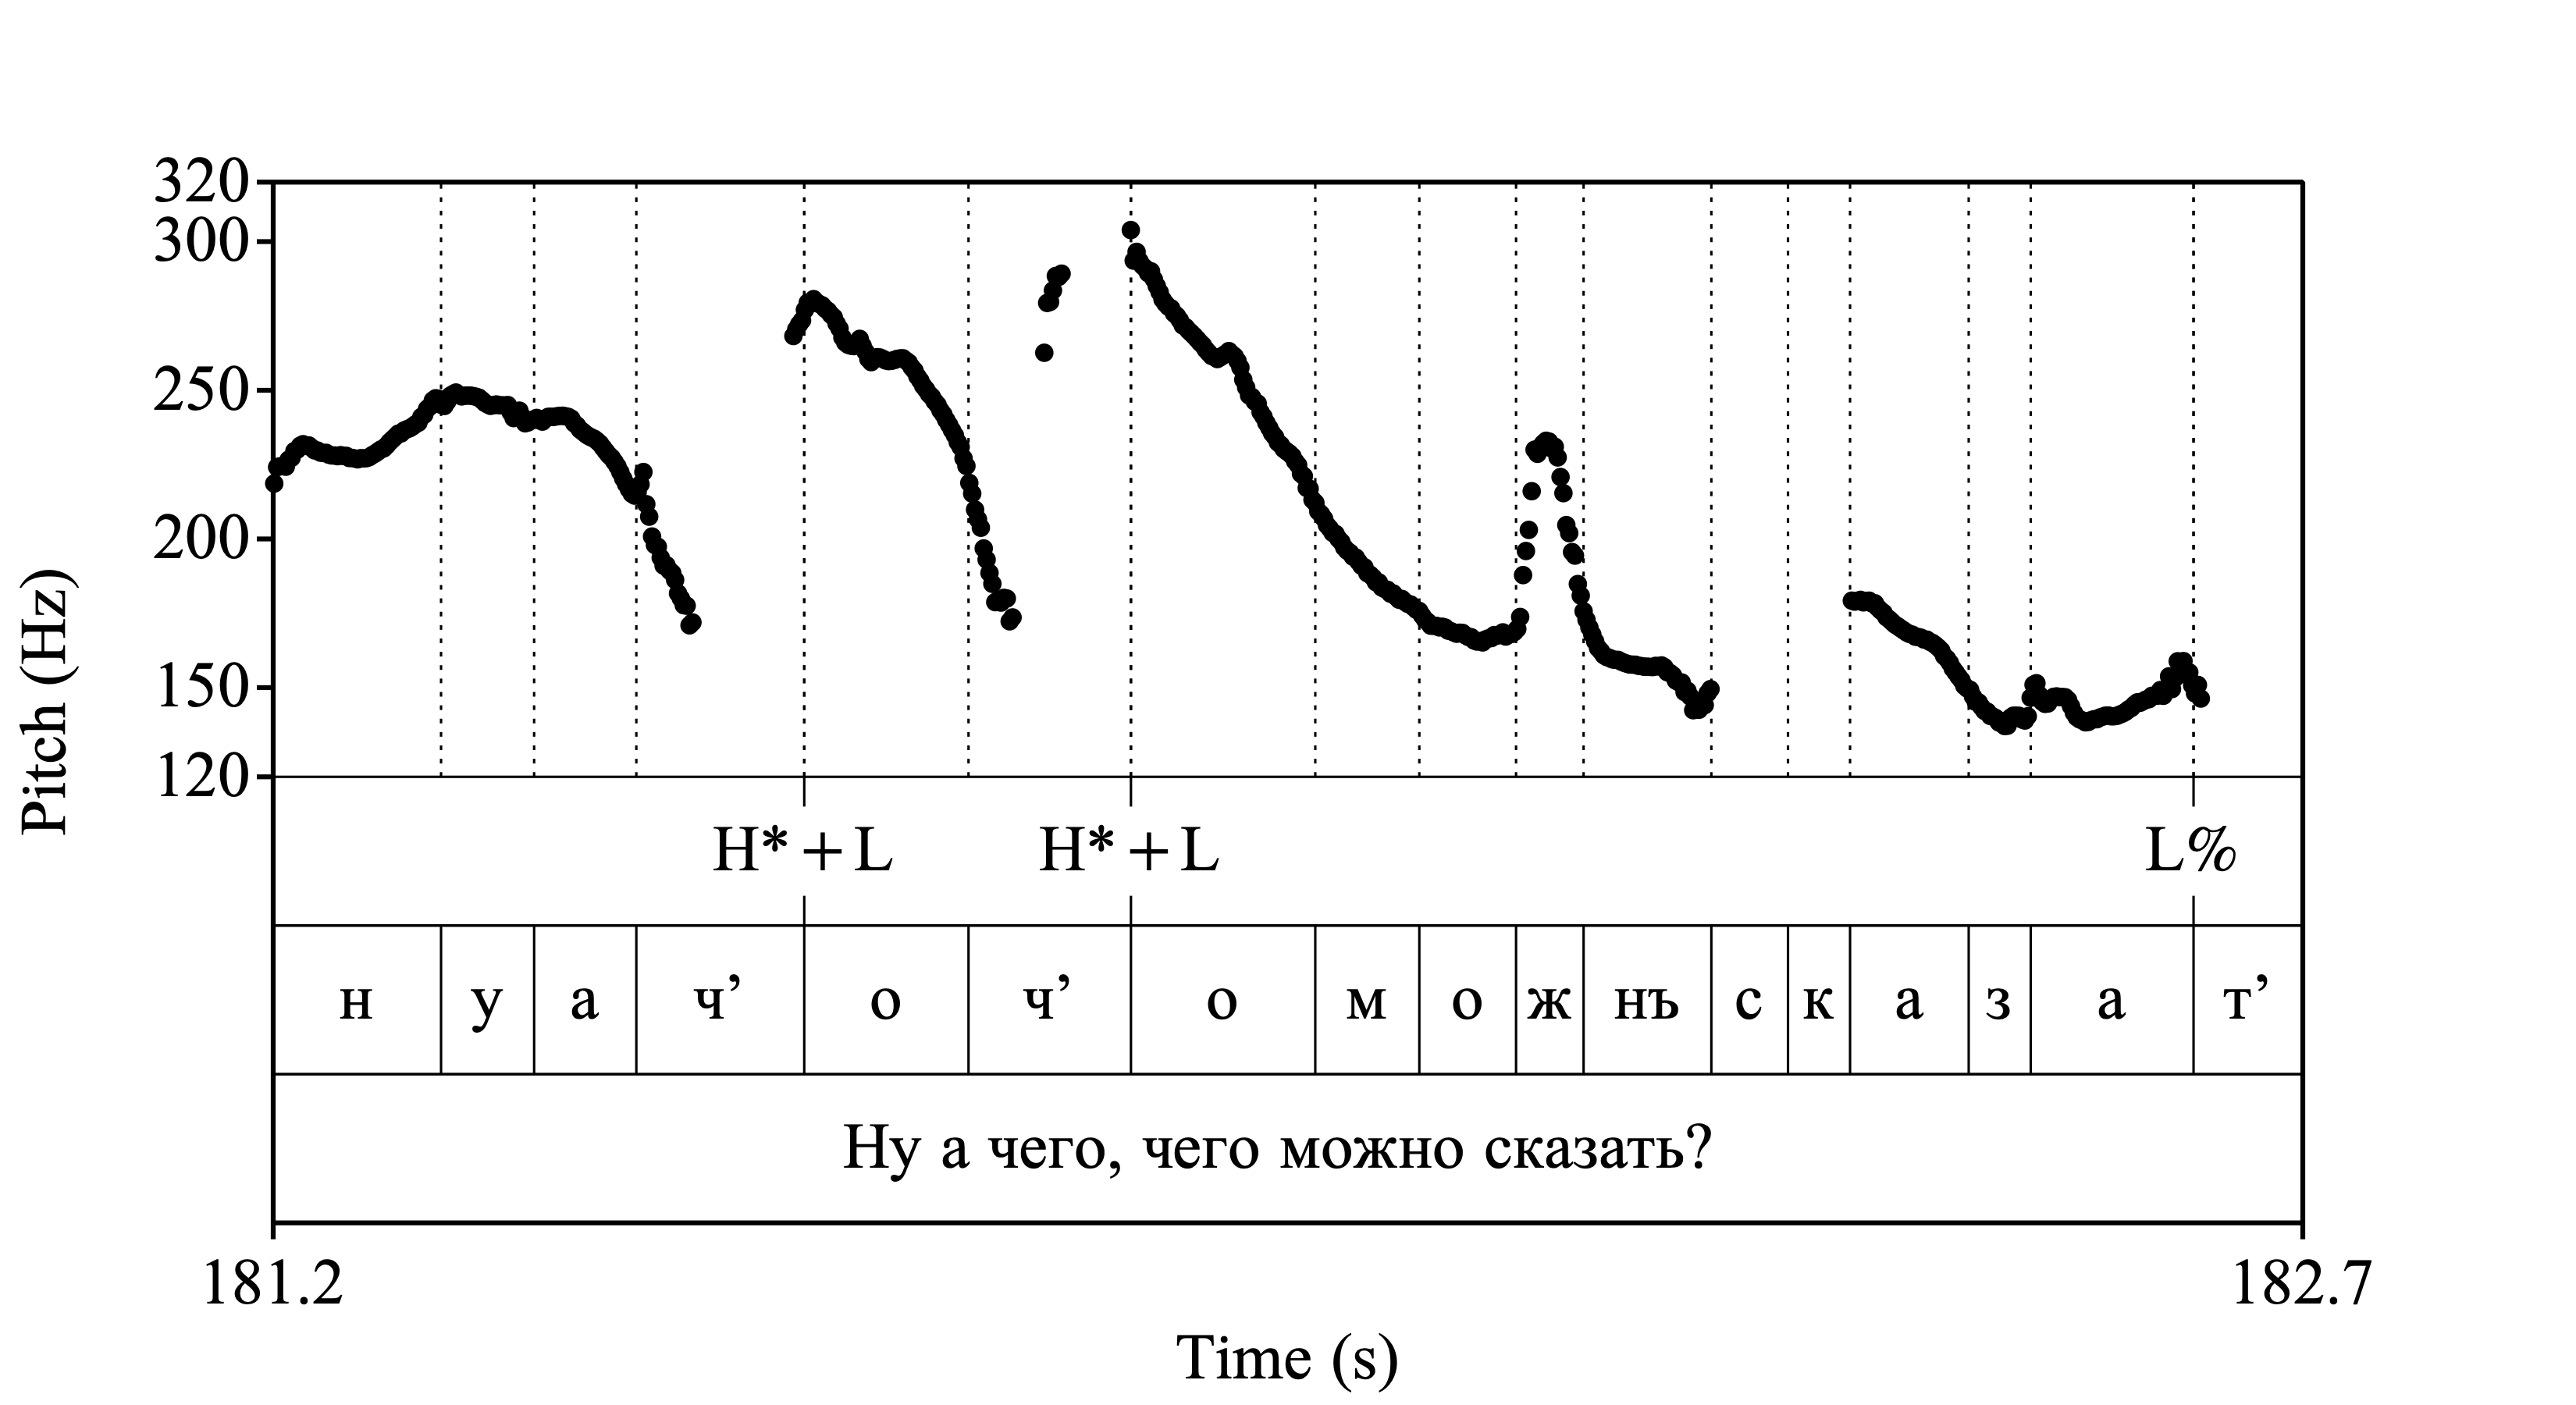 320
300
250
200
150
120
Pitch (Hz)
H*+L H*+L L%
н у а ч’ о ч’ о м о ж нъ с к а з а т’
Ну а чего, чего можно сказать?
181.2 182.7
Time (s)